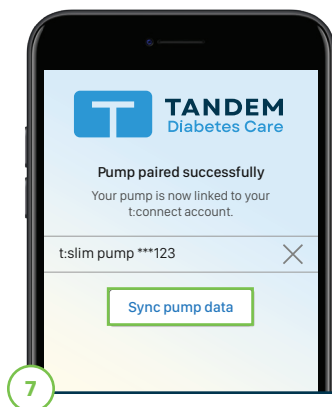 T
TANDEM
Diabetes Care
Pump paired successfully
Your pump is now linked to your
t:connect account.
t:slim pump ***123
Sync pump data
7